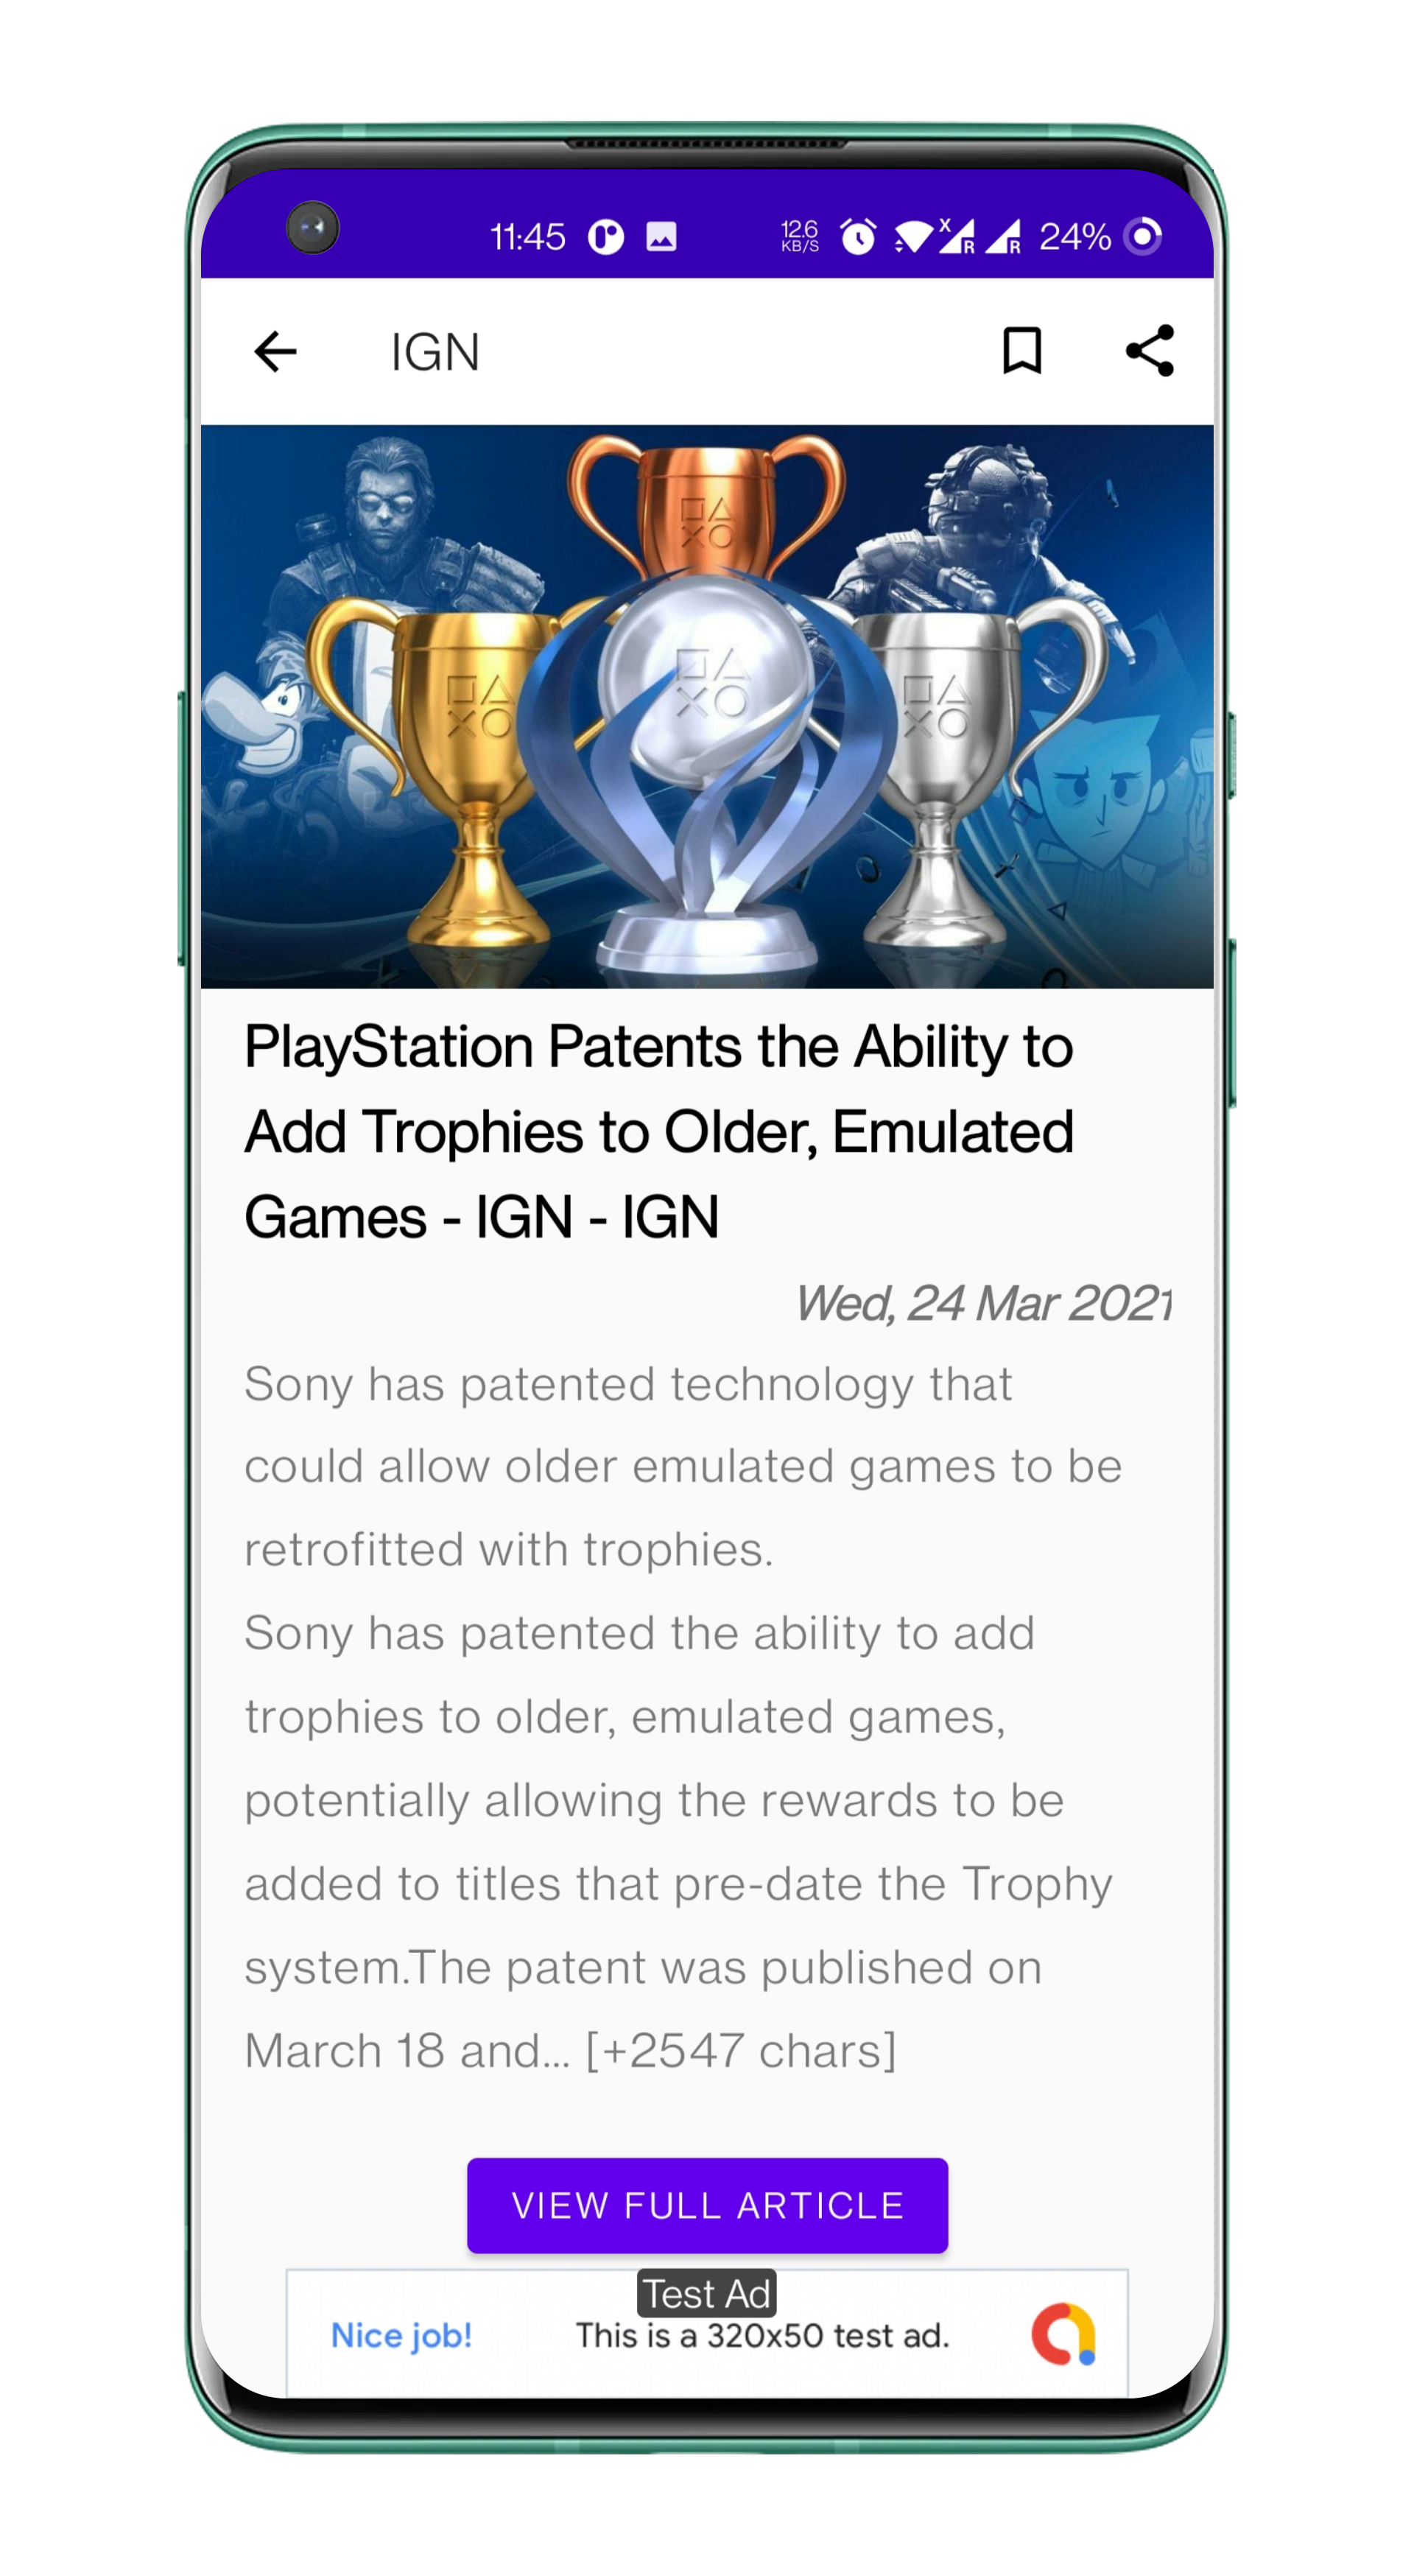 11:45
12.6
KB/S
X
R
R
24%
IGN
PlayStation Patents the Ability to
Add Trophies to Older, Emulated
Games - IGN - IGN
Wed, 24 Mar 2021
Sony has patented technology that
could allow older emulated games to be
retrofitted with trophies.
Sony has patented the ability to add
trophies to older, emulated games,
potentially allowing the rewards to be
added to titles that pre-date the Trophy
system.The patent was published on
March 18 and... [+2547 chars]
VIEW FULL ARTICLE
Test Ad
Nice job!
This is a 320x50 test ad.